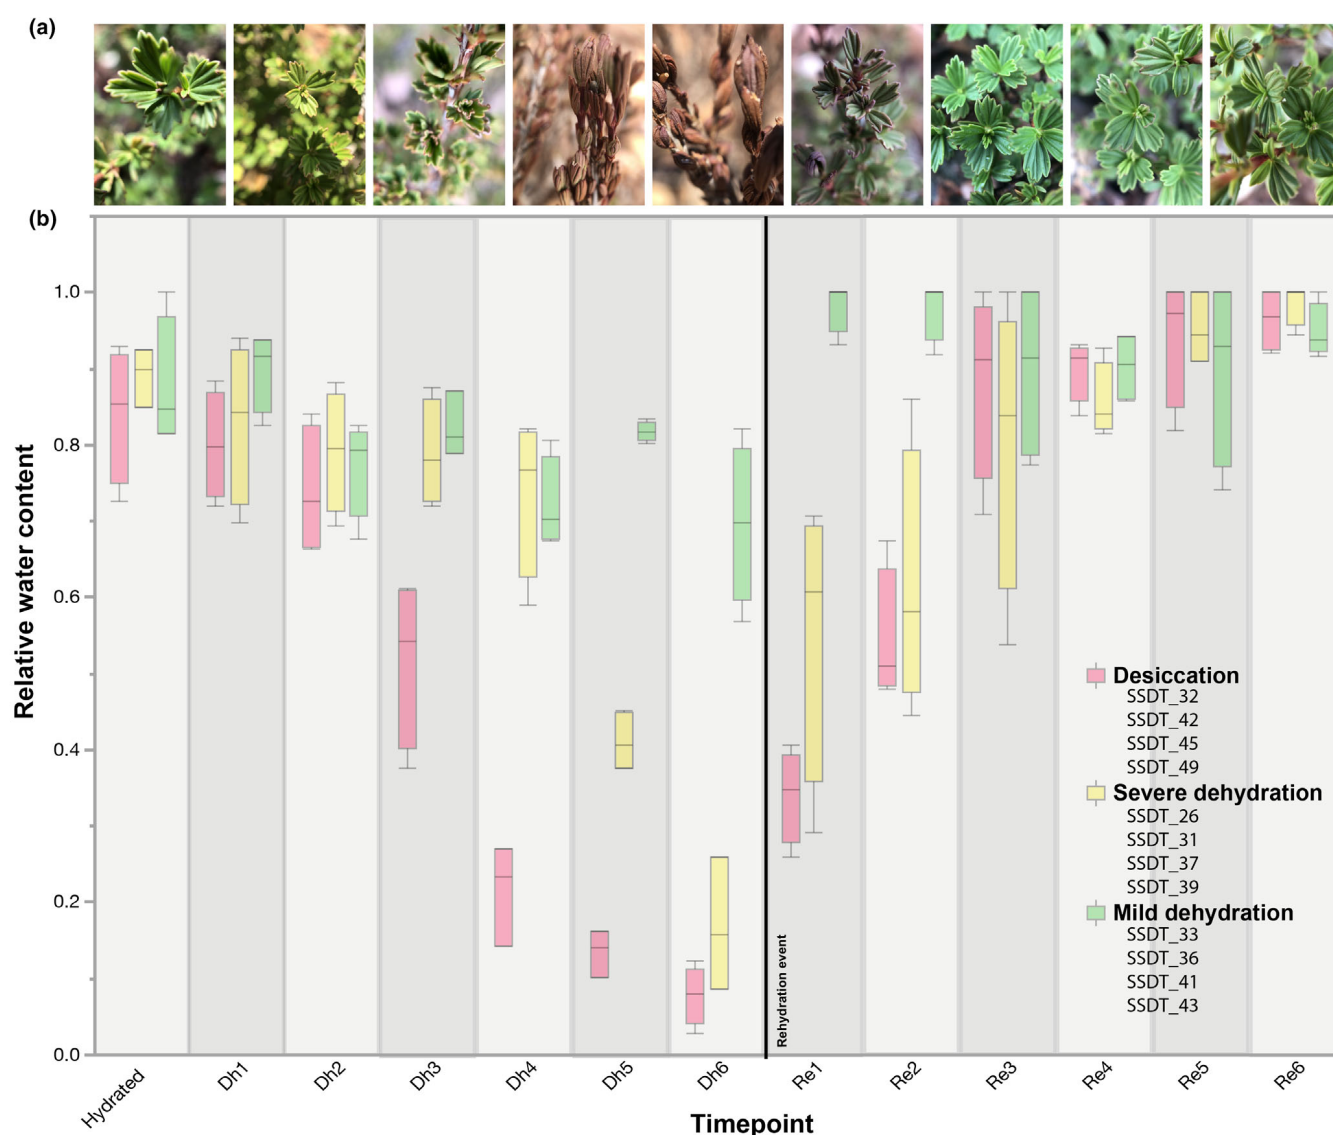 (a)
(b)
1.0
0.8
0.6
0.4
0.2
0.0
Relative water content
Rehydration event
Desiccation
SSDT_32
SSDT_42
SSDT_45
SSDT_49
Severe dehydration
SSDT_26
SSDT_31
SSDT_37
SSDT_39
Mild dehydration
SSDT_33
SSDT_36
SSDT_41
SSDT_43
Hydrated
Dh1
Dh2
Dh3
Dh4
Dh5
Dh6
Re1
Re2
Re3
Re4
Re5
Re6
Timepoint